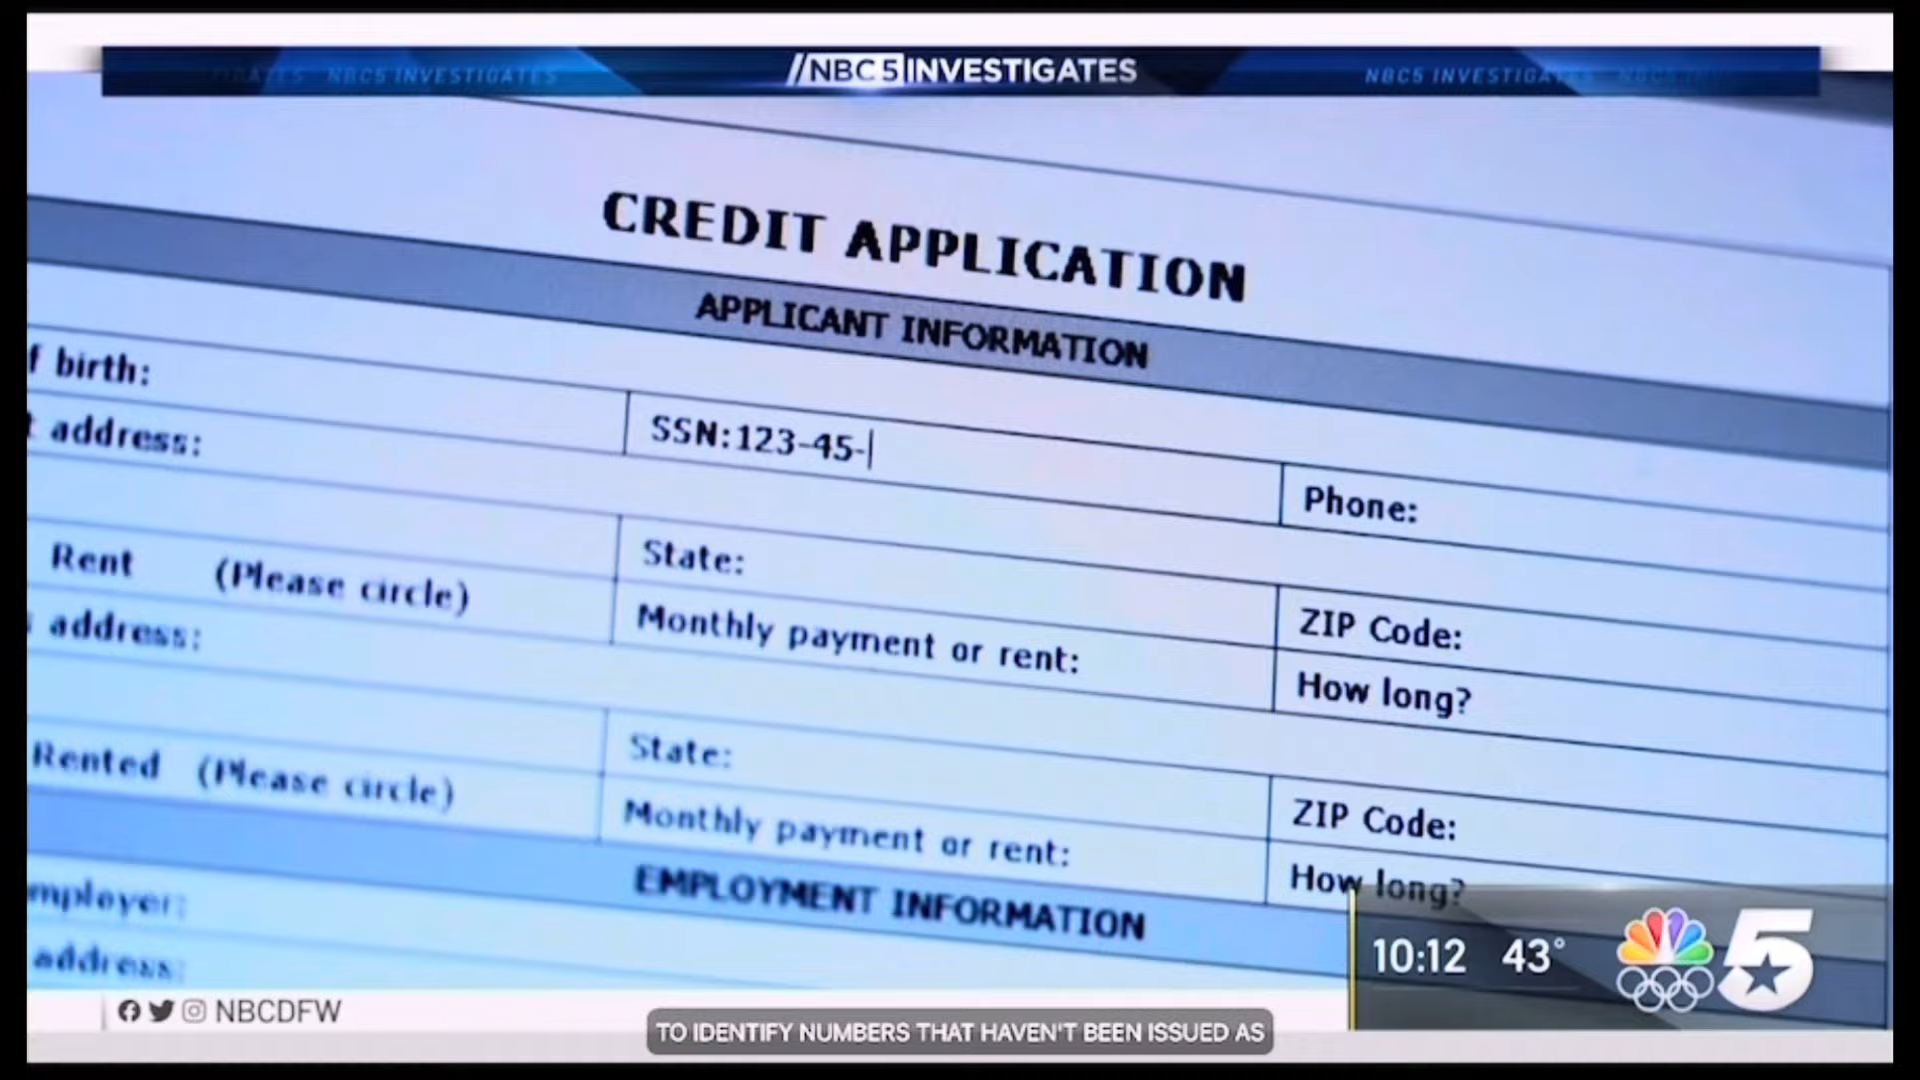 NBC5 INVESTIGATES
NBC5 INVESTIGATES
CREDIT APPLICATION
APPLICANT INFORMATION
f birth:
SSN:123-45-
Phone:
address:
State:
ZIP Code:
Rent (Please circle)
Monthly payment or rent:
How long?
address:
State:
ZIP Code:
Rented (Please circle)
Monthly payment or rent:
How long?
EMPLOYMENT INFORMATION
mployer:
address:
10:12 43°
5
NBCDFW
TO IDENTIFY NUMBERS THAT HAVEN'T BEEN ISSUED AS